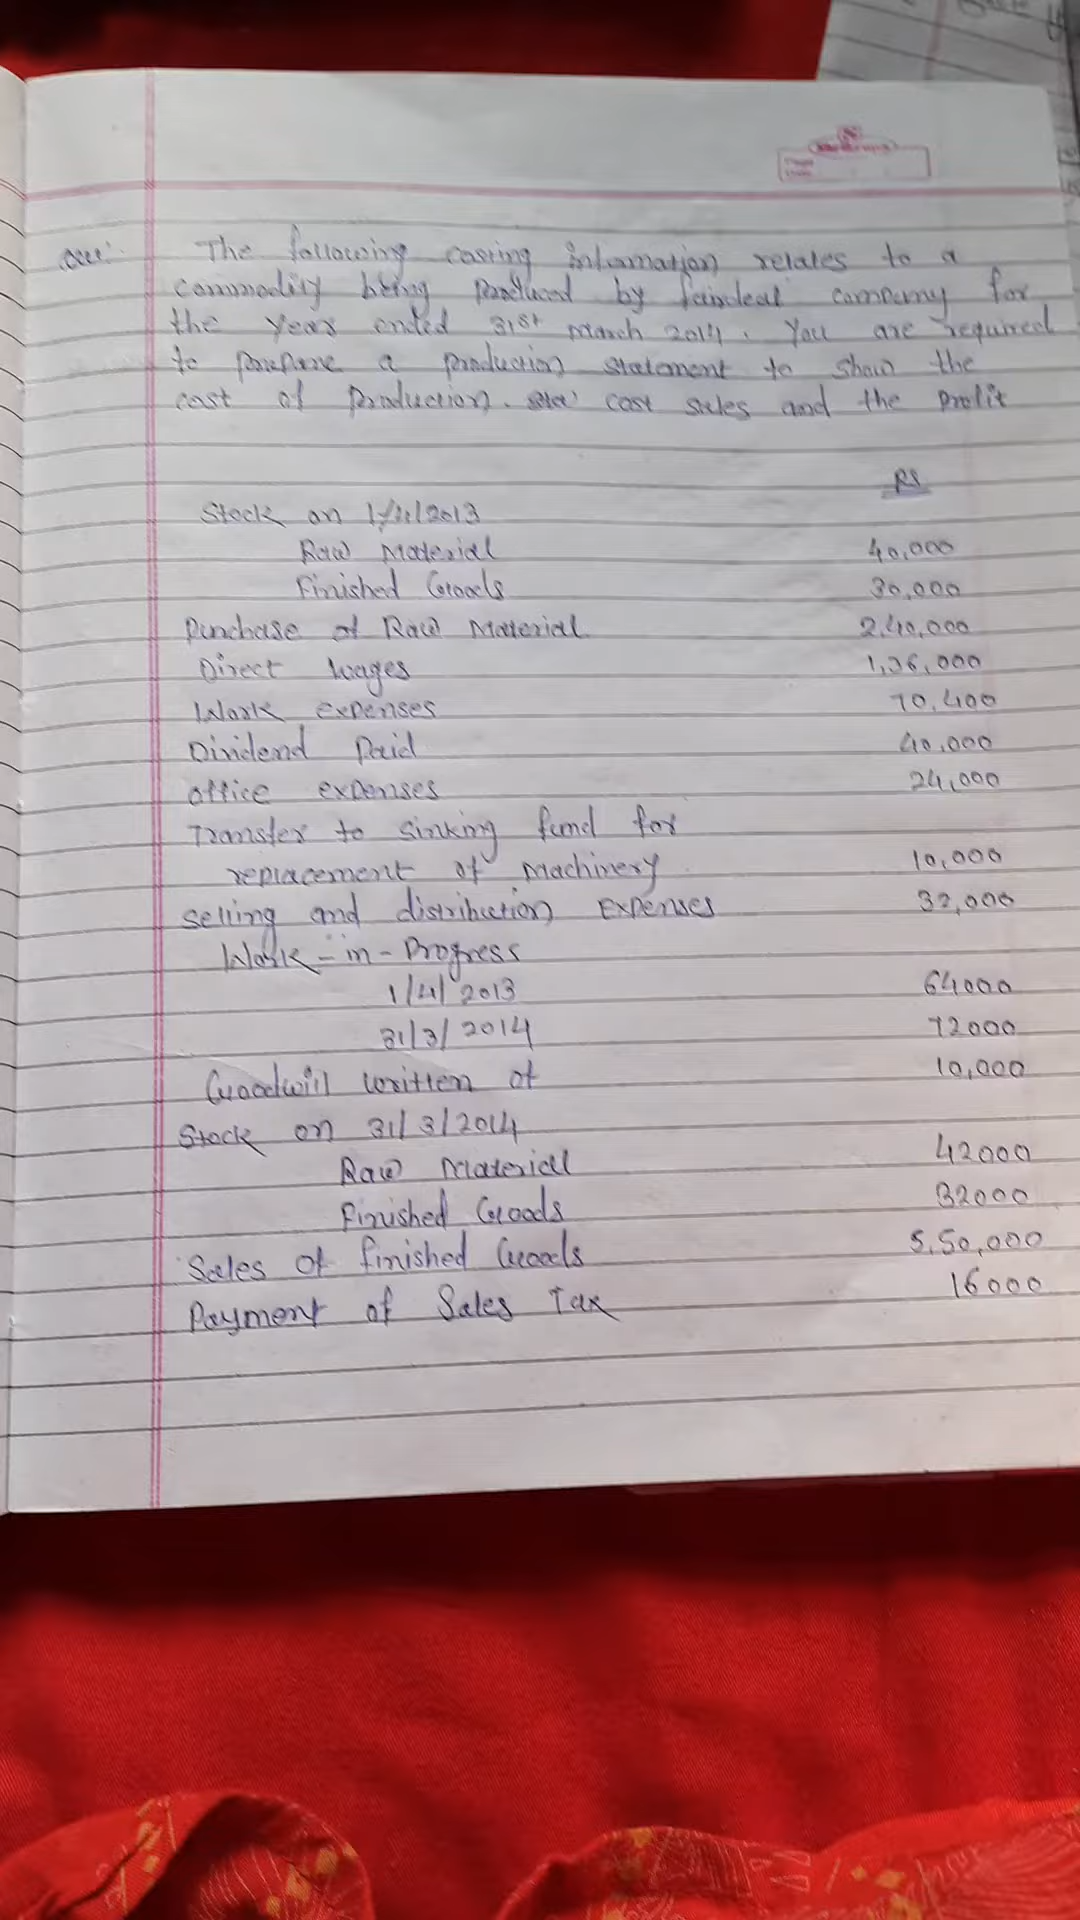 The following costing information relates to a
commodity being produced by fairdeal company for
the year ended 31st march 2014. You are required
to prepare a production statement to show the
cost of production. cost sales and the profit
RS
Stock on 1/4/2013
Raw Material 40,000
Finished Goods 30,000
Purchase of Raw Material 2,40,000
Direct wages 1,36,000
Work expenses 70,400
Dividend Paid 40,000
office expenses 24,000
Transfer to sinking fund for
replacement of machinery 10,000
selling and distribution Expenses 32,000
Work-in-Progress
1/4/2013 64000
31/3/2014 72000
Goodwill written of 10,000
Stock on 31/3/2014
Raw Material 42000
Finished Goods 32000
Sales of finished Goods 5,50,000
Payment of Sales Tax 16000